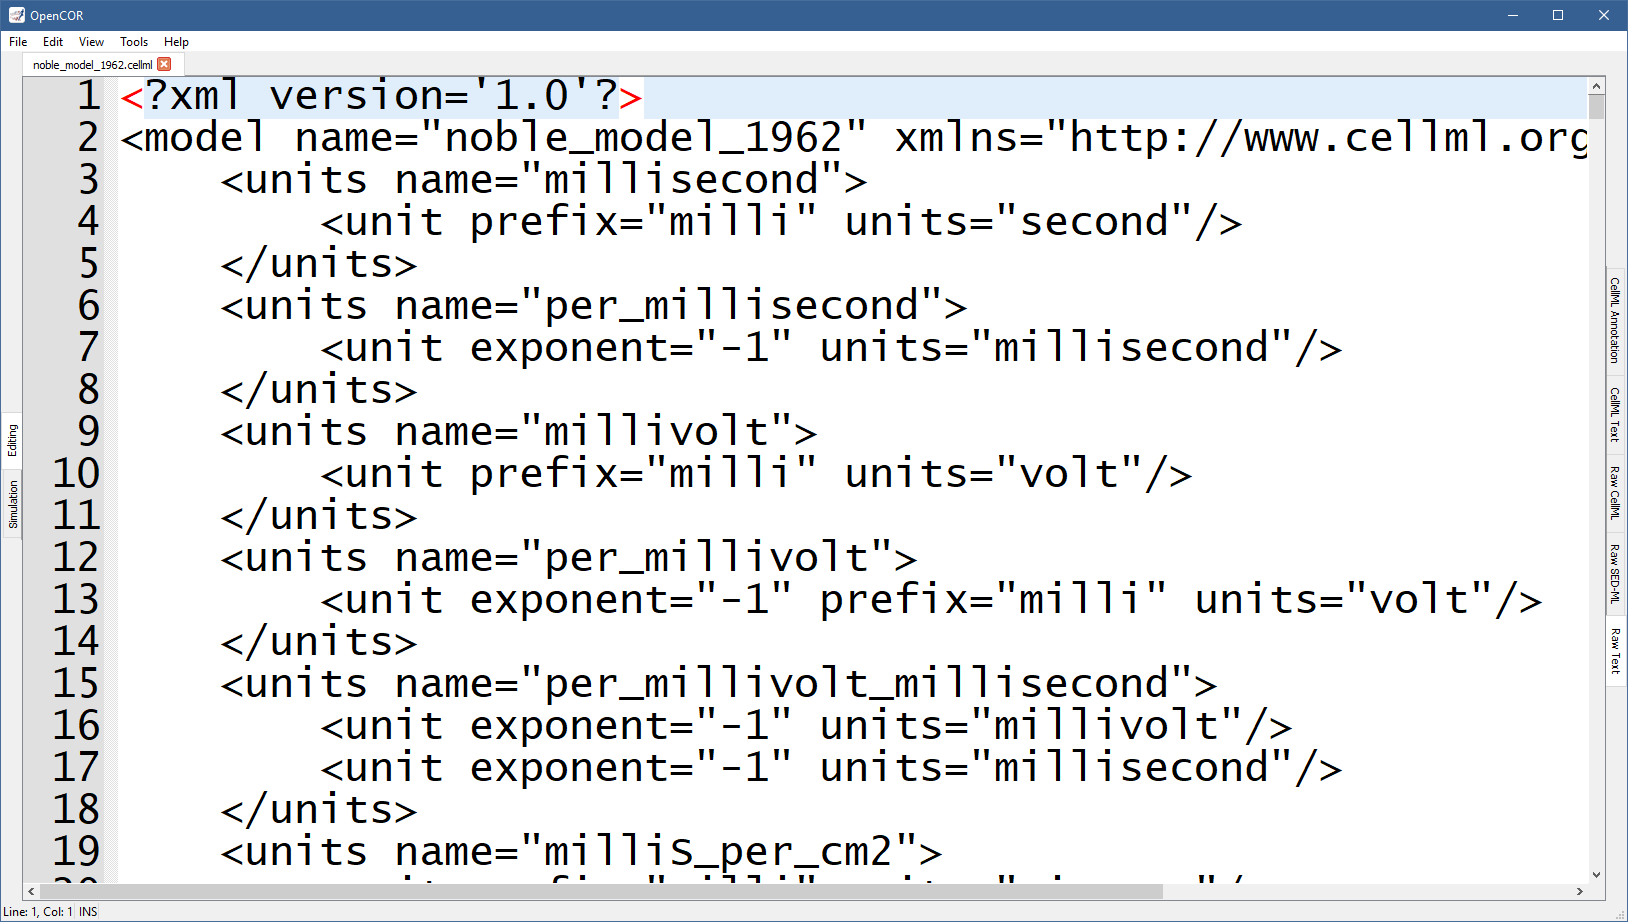 OpenCOR
File Edit View Tools Help
noble_model_1962.cellml
1 <?xml version='1.0'?>
2 <model name="noble_model_1962" xmlns="http://www.cellml.org
3 <units name="millisecond">
4 <unit prefix="milli" units="second"/>
5 </units>
6 <units name="per_millisecond">
7 <unit exponent="-1" units="millisecond"/>
8 </units>
9 <units name="millivolt">
10 <unit prefix="milli" units="volt"/>
11 </units>
12 <units name="per_millivolt">
13 <unit exponent="-1" prefix="milli" units="volt"/>
14 </units>
15 <units name="per_millivolt_millisecond">
16 <unit exponent="-1" units="millivolt"/>
17 <unit exponent="-1" units="millisecond"/>
18 </units>
19 <units name="milliS_per_cm2">
Editing
Simulation
CellML Annotation
CellML Text
Raw CellML
Raw SED-ML
Raw Text
Line: 1, Col: 1 INS